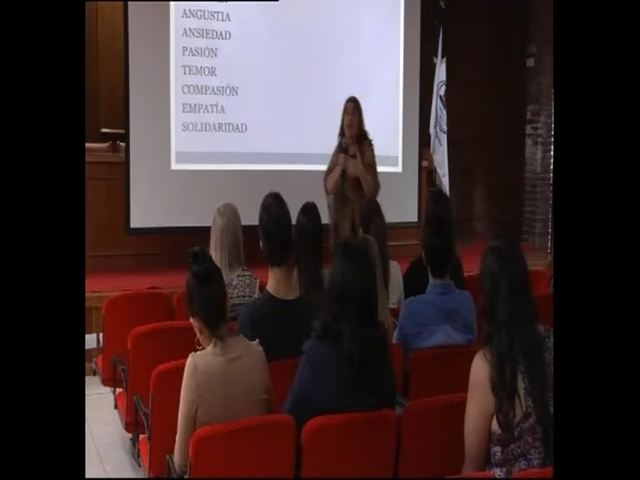 ANGUSTIA
ANSIEDAD
PASIÓN
TEMOR
COMPASIÓN
EMPATÍA
SOLIDARIDAD